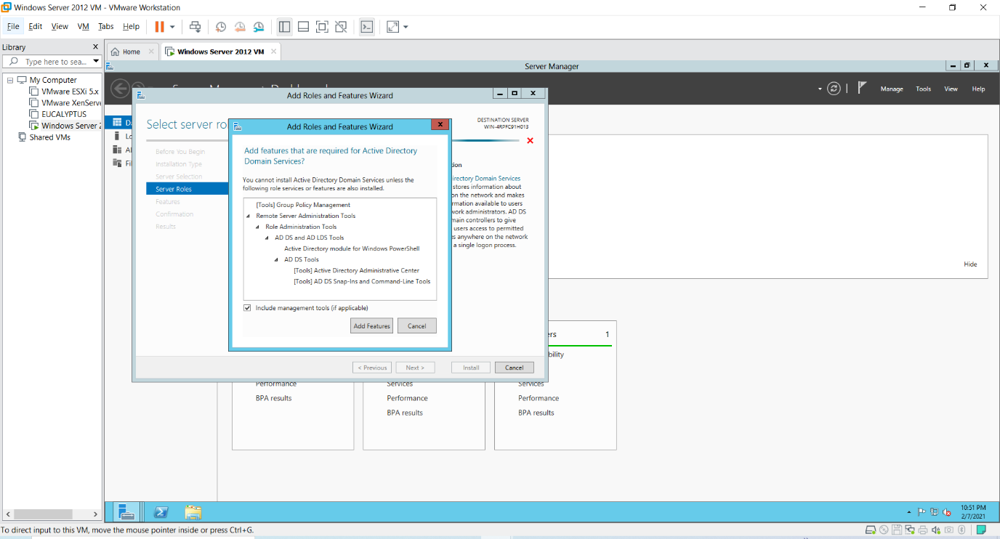 Windows Server 2012 VM - VMware Workstation
File Edit View VM Tabs Help
Library
Type here to sea...
My Computer
VMware ESXi 5.x
VMware XenServe
EUCALYPTUS
Windows Server 2
Shared VMs
Home
Windows Server 2012 VM
Server Manager
Manage Tools View Help
Add Roles and Features Wizard
Select server ro
DESTINATION SERVER
WIN-4RPFC91H013
Before You Begin
Installation Type
Server Selection
Server Roles
Features
Confirmation
Results
Add Roles and Features Wizard
Add features that are required for Active Directory
Domain Services?
You cannot install Active Directory Domain Services unless the
following role services or features are also installed.
[Tools] Group Policy Management
Remote Server Administration Tools
Role Administration Tools
AD DS and AD LDS Tools
Active Directory module for Windows PowerShell
AD DS Tools
[Tools] Active Directory Administrative Center
[Tools] AD DS Snap-Ins and Command-Line Tools
Include management tools (if applicable)
Add Features Cancel
irectory Domain Services
stores information about
on the network and makes
rmation available to users
work administrators. AD DS
main controllers to give
users access to permitted
s anywhere on the network
a single logon process.
< Previous Next > Install Cancel
Hide
ers 1
bility
Performance
BPA results
Services
Performance
BPA results
Services
Performance
BPA results
10:51 PM
2/7/2021
To direct input to this VM, move the mouse pointer inside or press Ctrl+G.